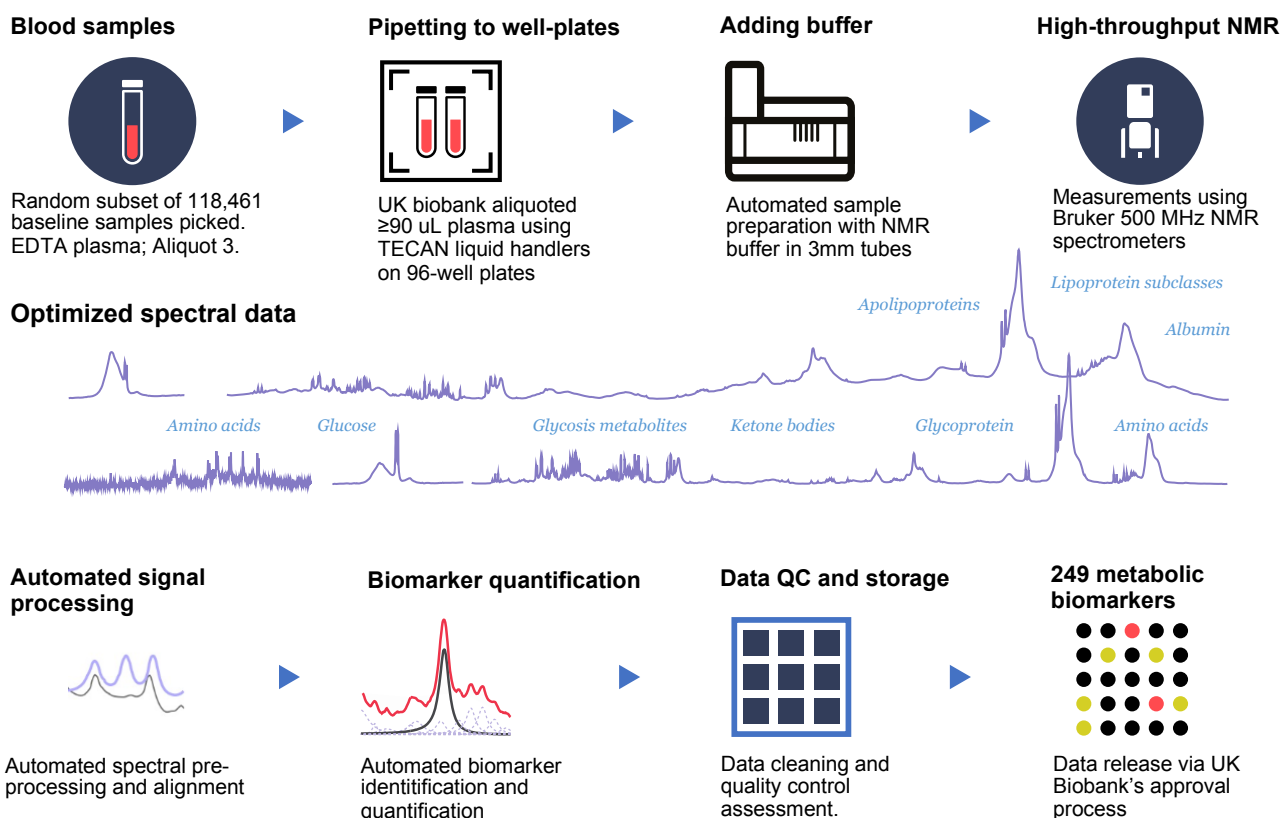 Blood samples
Pipetting to well-plates
Adding buffer
High-throughput NMR
Random subset of 118,461
baseline samples picked.
EDTA plasma; Aliquot 3.
UK biobank aliquoted
≥90 uL plasma using
TECAN liquid handlers
on 96-well plates
Automated sample
preparation with NMR
buffer in 3mm tubes
Measurements using
Bruker 500 MHz NMR
spectrometers
Optimized spectral data
Apolipoproteins
Lipoprotein subclasses
Albumin
Amino acids
Glucose
Glycosis metabolites
Ketone bodies
Glycoprotein
Amino acids
Automated signal
processing
Biomarker quantification
Data QC and storage
249 metabolic
biomarkers
Automated spectral pre-
processing and alignment
Automated biomarker
identitification and
quantification
Data cleaning and
quality control
assessment.
Data release via UK
Biobank's approval
process